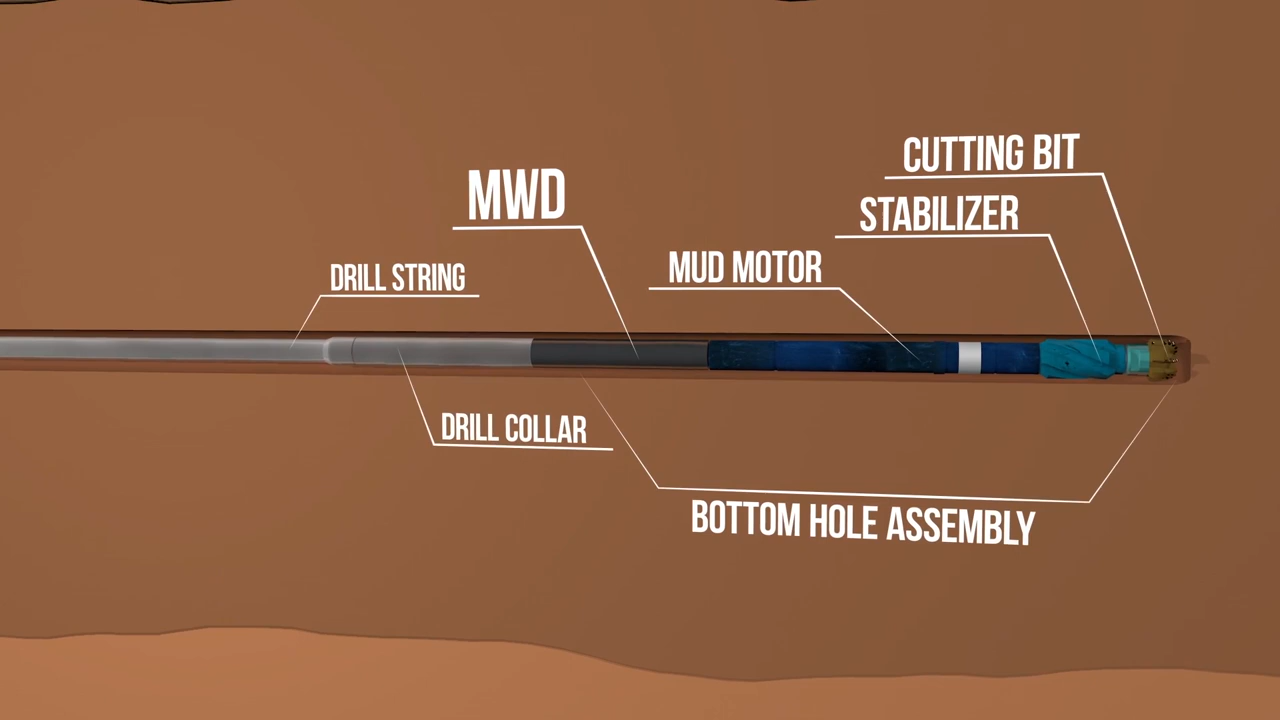 CUTTING BIT
MWD
STABILIZER
MUD MOTOR
DRILL STRING
DRILL COLLAR
BOTTOM HOLE ASSEMBLY